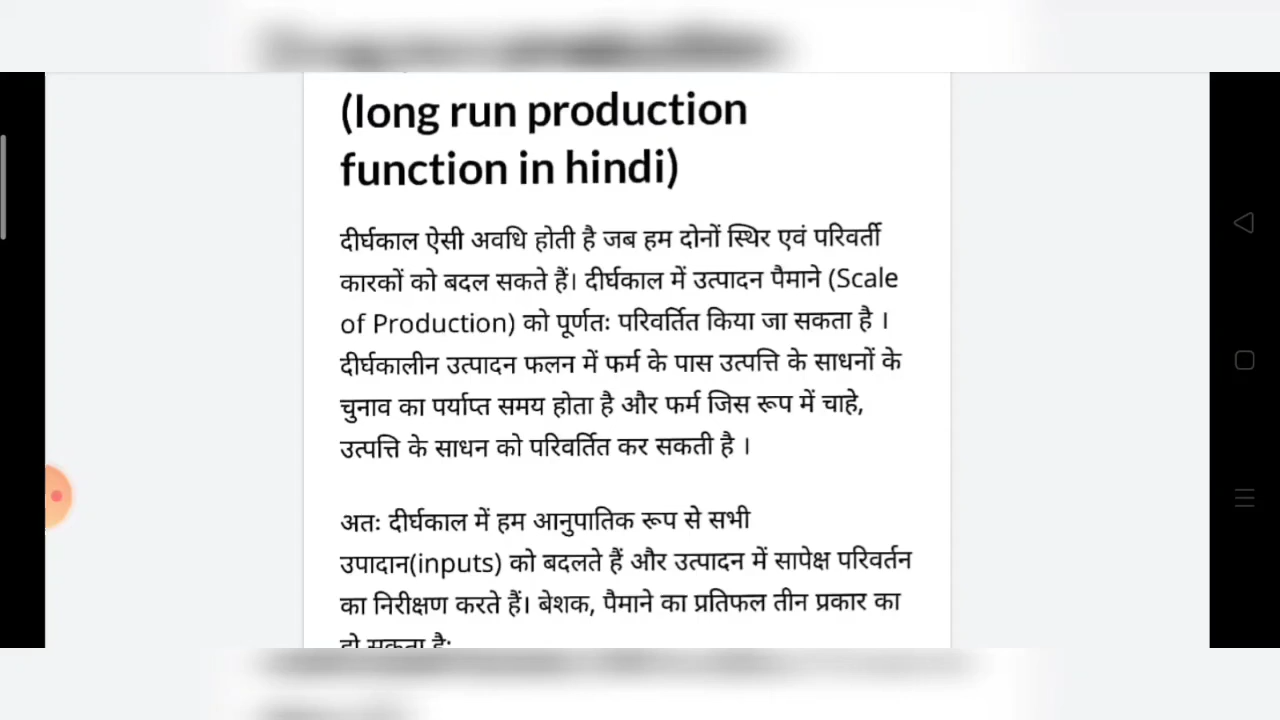 (long run production
function in hindi)
दीर्घकाल ऐसी अवधि होती है जब हम दोनों स्थिर एवं परिवर्ती
कारकों को बदल सकते हैं। दीर्घकाल में उत्पादन पैमाने (Scale
of Production) को पूर्णतः परिवर्तित किया जा सकता है ।
दीर्घकालीन उत्पादन फलन में फर्म के पास उत्पत्ति के साधनों के
चुनाव का पर्याप्त समय होता है और फर्म जिस रूप में चाहे,
उत्पत्ति के साधन को परिवर्तित कर सकती है ।
अतः दीर्घकाल में हम आनुपातिक रूप से सभी
उपादान(inputs) को बदलते हैं और उत्पादन में सापेक्ष परिवर्तन
का निरीक्षण करते हैं। बेशक, पैमाने का प्रतिफल तीन प्रकार का
हो सकता है: